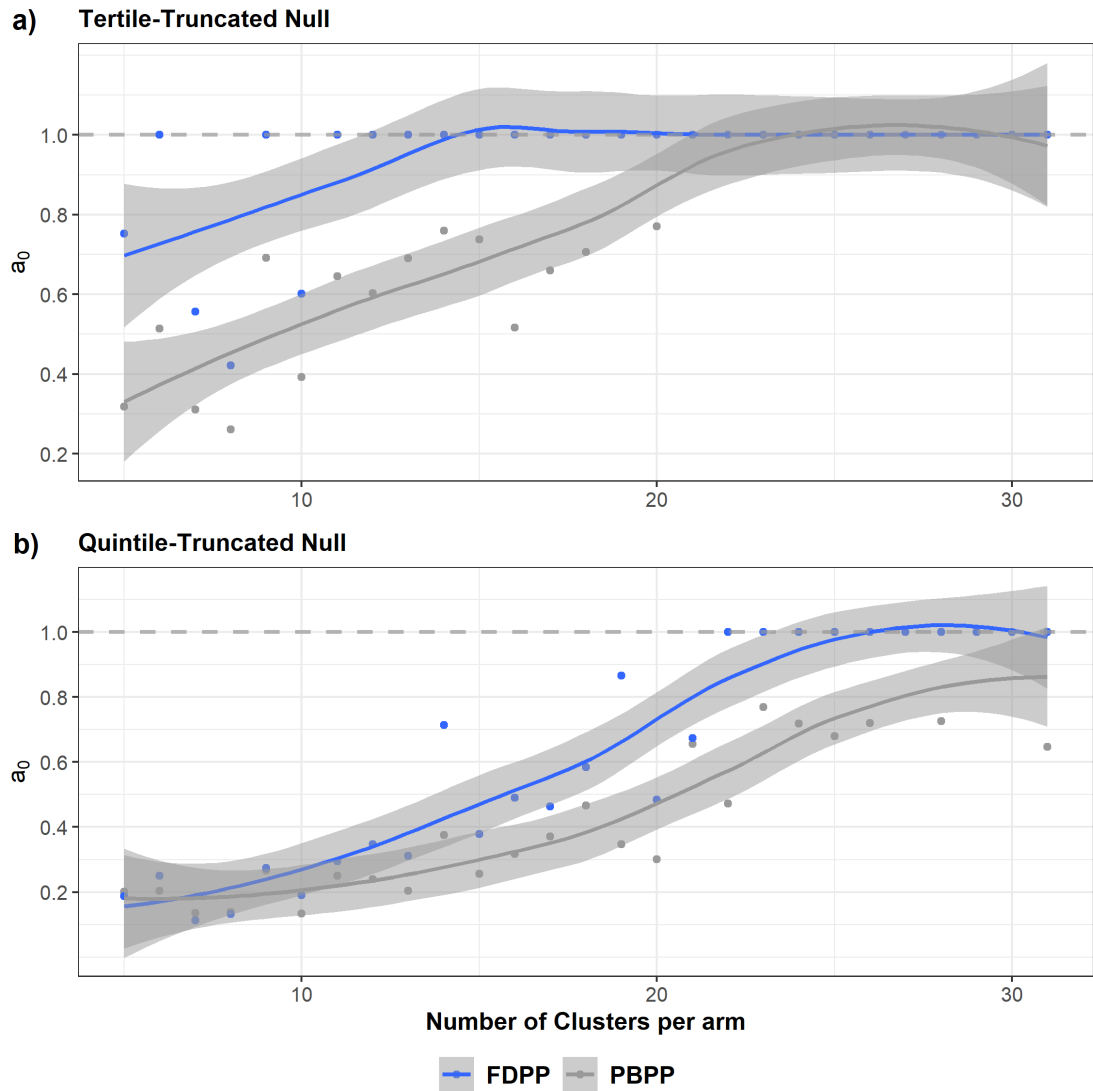 a) Tertile-Truncated Null
1.0
0.8
0.6
0.4
0.2
a0
10 20 30
b) Quintile-Truncated Null
1.0
0.8
0.6
0.4
0.2
a0
10 20 30
Number of Clusters per arm
FDPP PBPP